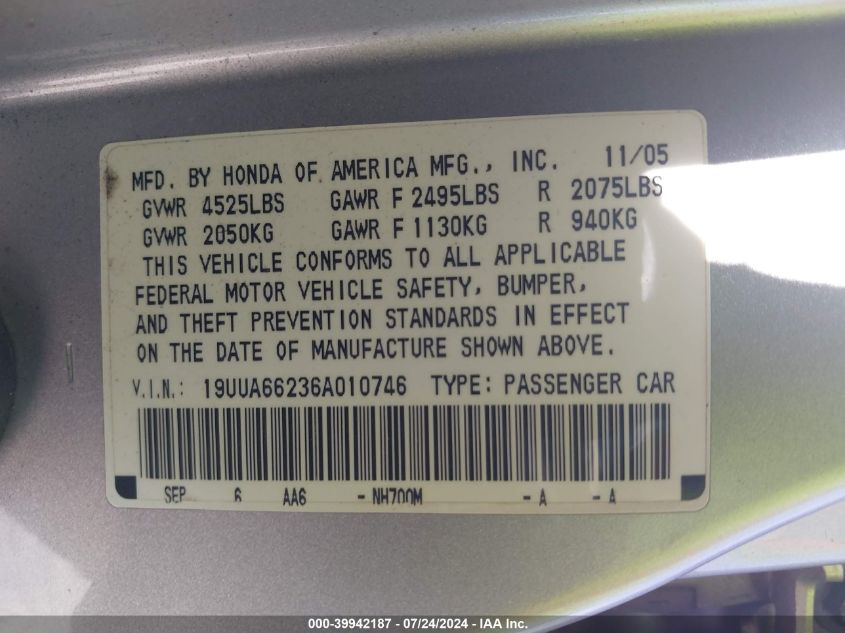 MFD. BY HONDA OF AMERICA MFG., INC. 11/05
GVWR 4525LBS GAWR F 2495LBS R 2075LBS
GVWR 2050KG GAWR F 1130KG R 940KG
THIS VEHICLE CONFORMS TO ALL APPLICABLE
FEDERAL MOTOR VEHICLE SAFETY, BUMPER,
AND THEFT PREVENTION STANDARDS IN EFFECT
ON THE DATE OF MANUFACTURE SHOWN ABOVE.
V.I.N.: 19UUA66236A010746 TYPE: PASSENGER CAR
SEP 6 AA6 -NH700M -A -A
000-39942187 / 07/24/2024 - IAA Inc.